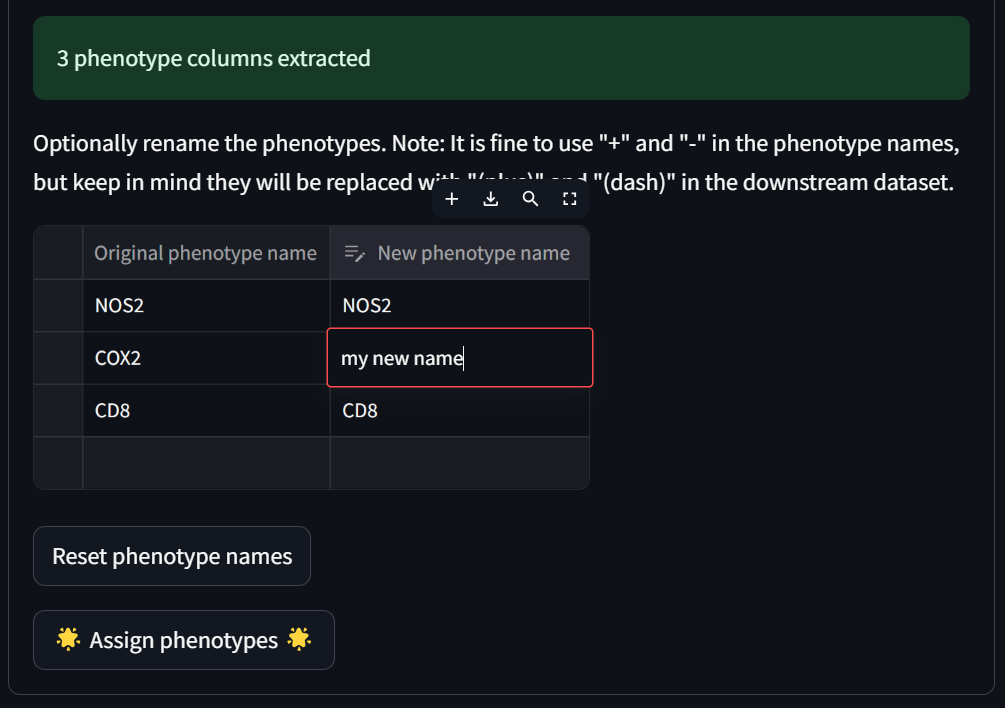 3 phenotype columns extracted
Optionally rename the phenotypes. Note: It is fine to use "+" and "-" in the phenotype names,
but keep in mind they will be replaced with "(plus)" and "(dash)" in the downstream dataset.
Original phenotype name New phenotype name
NOS2 NOS2
COX2 my new name
CD8 CD8
Reset phenotype names
🌟 Assign phenotypes 🌟